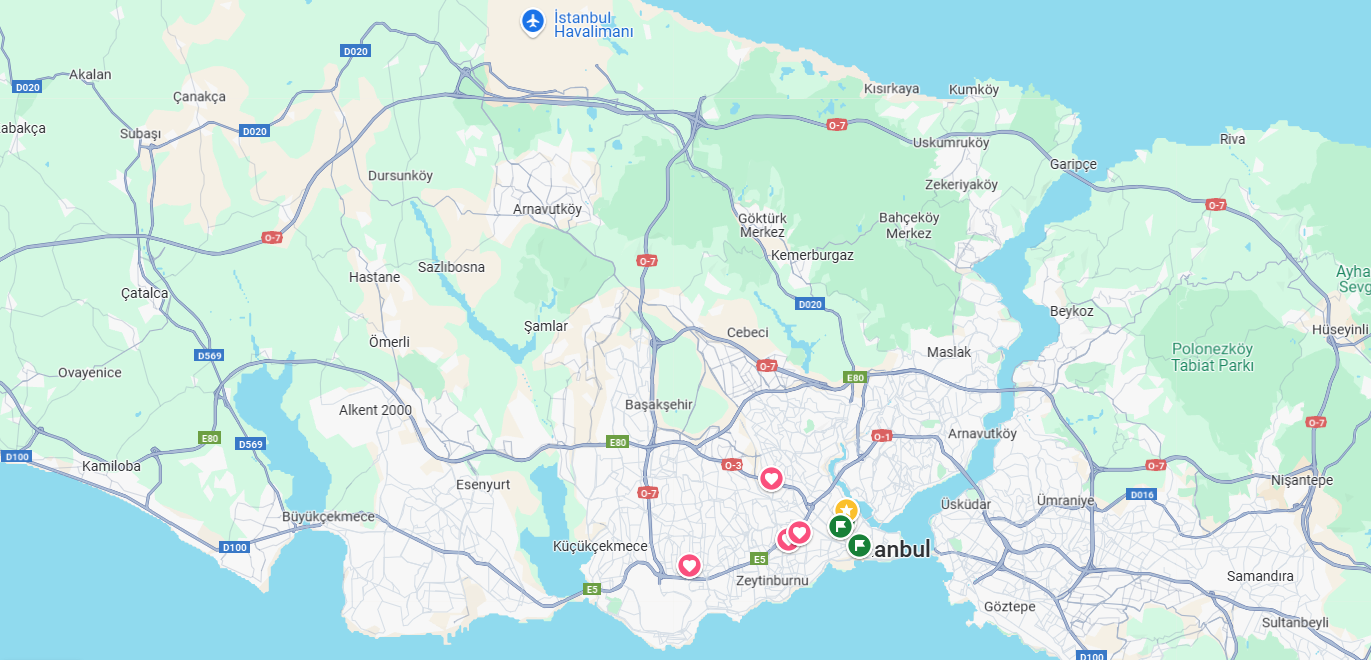 İstanbul
Havalimanı
D020
Akalan
D020
Çanakça
Kısırkaya
Kumköy
abakça
Subaşı
D020
O-7
Uskumruköy
Riva
Garipçe
Dursunköy
Zekeriyaköy
O-7
Arnavutköy
Göktürk
Merkez
Bahçeköy
Merkez
O-7
Kemerburgaz
O-7
Sazlıbosna
Hastane
Ayha
Sevg
Çatalca
D020
Beykoz
Şamlar
Cebeci
Hüseyinli
Ömerli
D569
Maslak
Polonezköy
Tabiat Parkı
O-7
Ovayenice
E80
Alkent 2000
Başakşehir
O-7
E80
D569
E80
O-1
Arnavutköy
D100
Kamiloba
O-3
O-7
Esenyurt
O-7
Nişantepe
D016
Üsküdar
Ümraniye
Büyükçekmece
D100
Küçükçekmece
anbul
E5
E5
Zeytinburnu
Samandıra
Göztepe
Sultanbeyli
D100